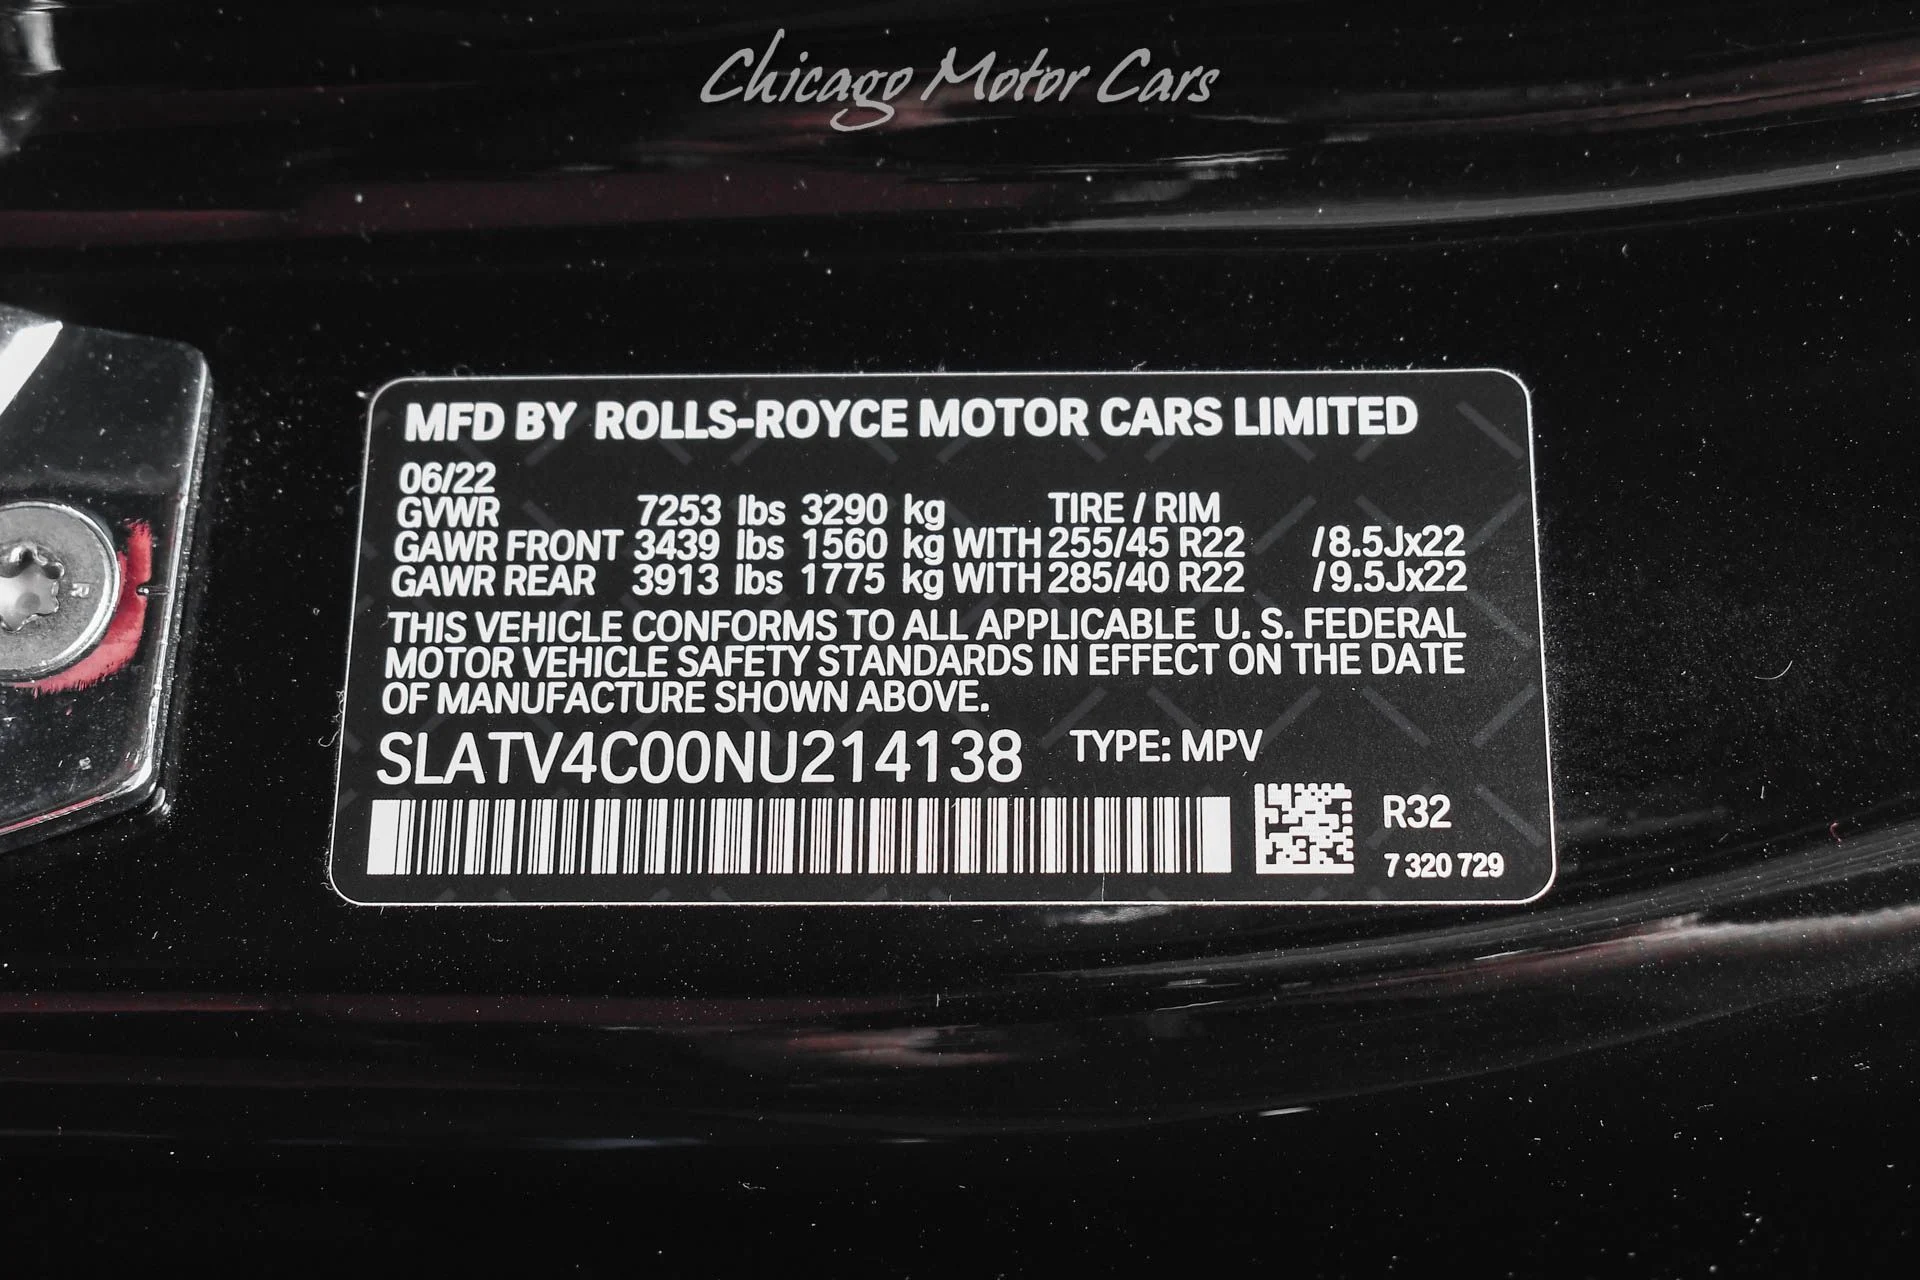 Chicago Motor Cars
MFD BY ROLLS-ROYCE MOTOR CARS LIMITED
06/22
GVWR 7253 lbs 3290 kg TIRE / RIM
GAWR FRONT 3439 lbs 1560 kg WITH 255/45 R22 /8.5Jx22
GAWR REAR 3913 lbs 1775 kg WITH 285/40 R22 /9.5Jx22
THIS VEHICLE CONFORMS TO ALL APPLICABLE U. S. FEDERAL
MOTOR VEHICLE SAFETY STANDARDS IN EFFECT ON THE DATE
OF MANUFACTURE SHOWN ABOVE.
SLATV4C00NU214138 TYPE: MPV
R32
7 320 729